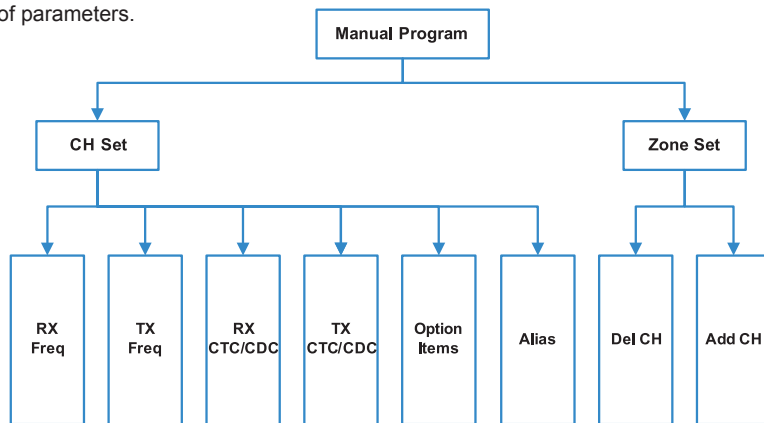 of parameters.
Manual Program
CH Set
Zone Set
RX
Freq
TX
Freq
RX
CTC/CDC
TX
CTC/CDC
Option
Items
Alias
Del CH
Add CH